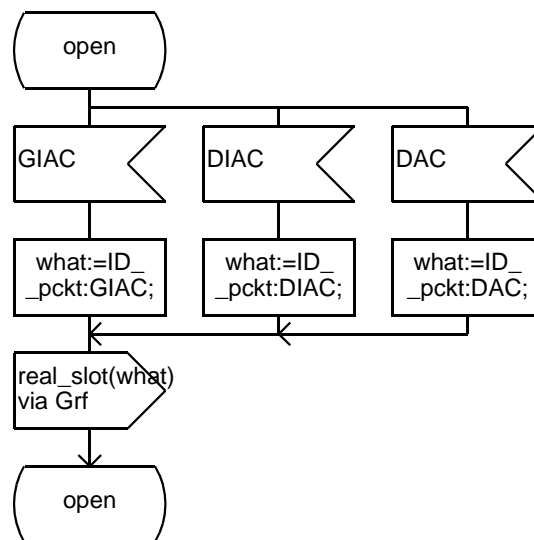 open
GIAC
DIAC
DAC
what:=ID_
_pckt:GIAC;
what:=ID_
_pckt:DIAC;
what:=ID_
_pckt:DAC;
real_slot(what)
via Grf
open